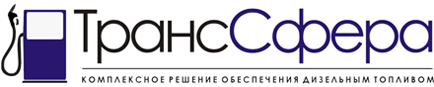 ТрансСфера
КОМПЛЕКСНОЕ РЕШЕНИЕ ОБЕСПЕЧЕНИЯ ДИЗЕЛЬНЫМ ТОПЛИВОМ